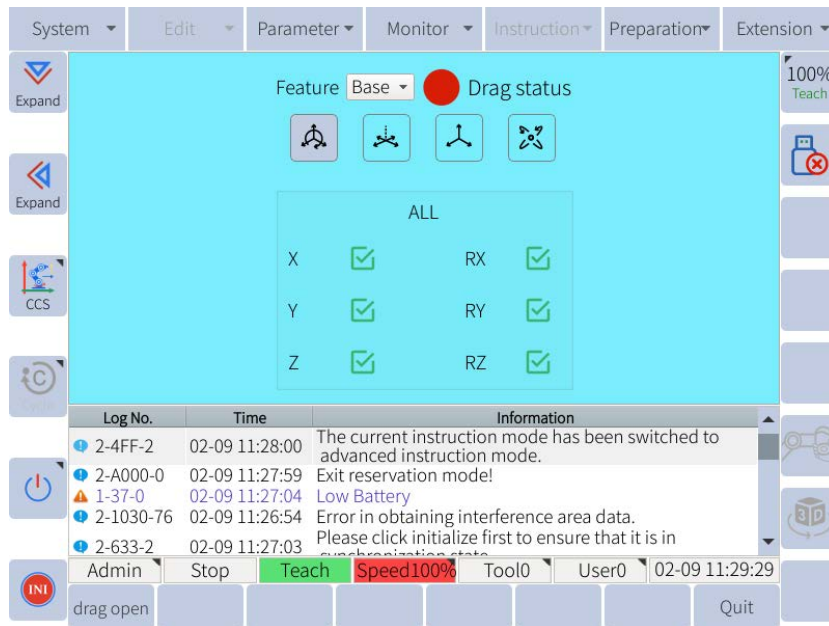 System Edit Parameter Monitor Instruction Preparation Extension
Expand
Feature Base Drag status
100%
Teach
Expand
ALL
X RX
CCS
Y RY
Z RZ
C
Log No. Time Information
2-4FF-2 02-09 11:28:00 The current instruction mode has been switched to
advanced instruction mode.
2-A000-0 02-09 11:27:59 Exit reservation mode!
1-37-0 02-09 11:27:04 Low Battery
2-1030-76 02-09 11:26:54 Error in obtaining interference area data.
2-633-2 02-09 11:27:03 Please click initialize first to ensure that it is in
synchronization state
3D
Admin Stop Teach Speed100% Tool0 User0 02-09 11:29:29
INI
drag open Quit